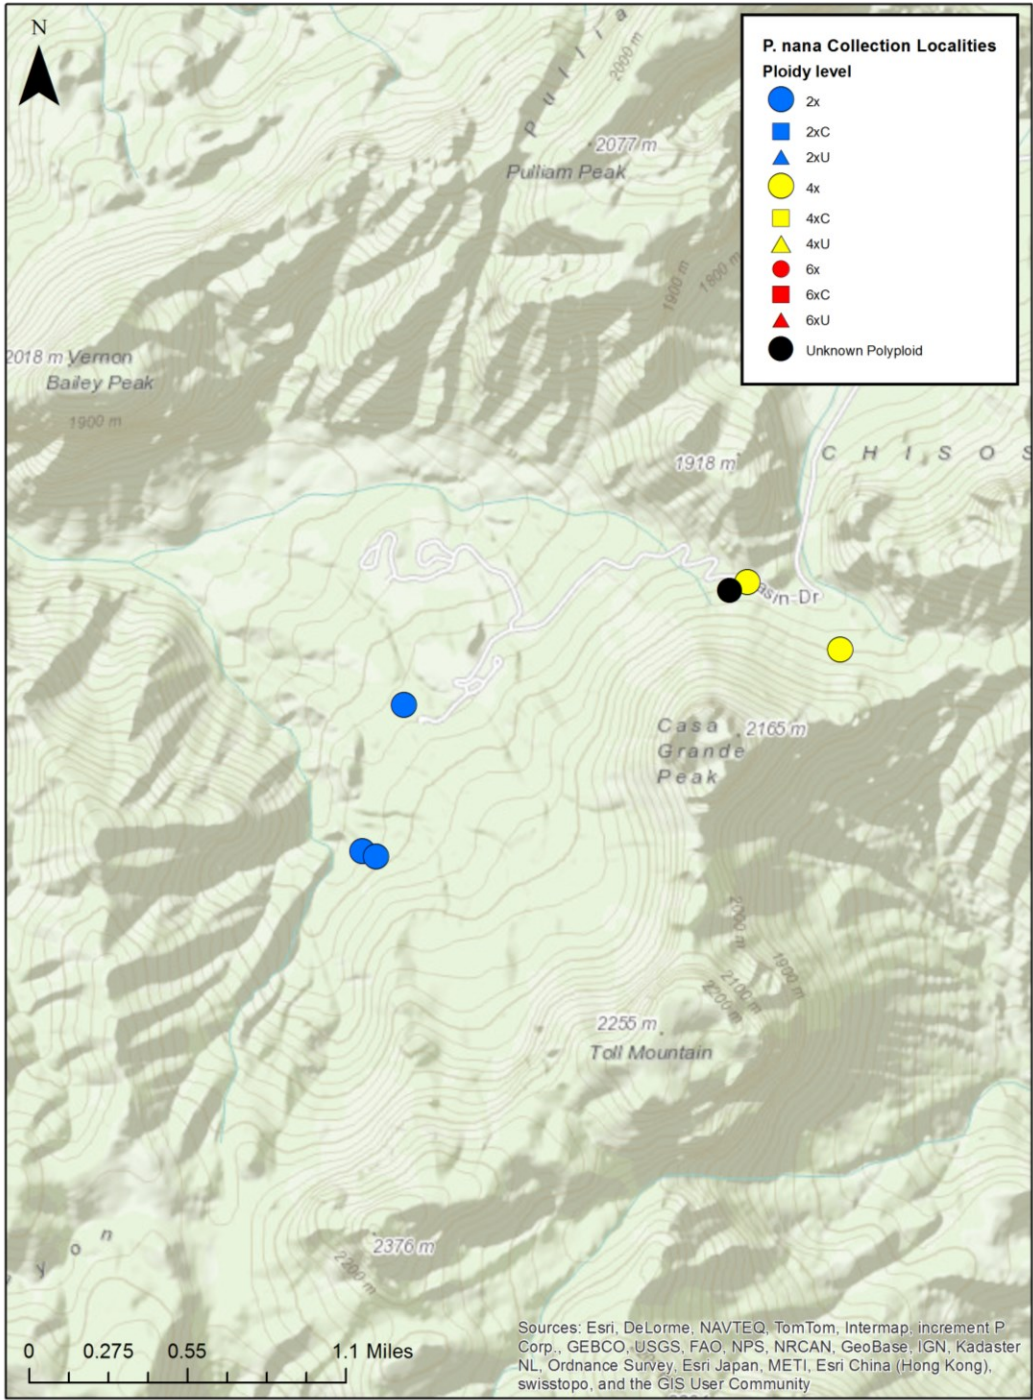 N
P u l l i a
2000 m
2077 m
Pulliam Peak
P. nana Collection Localities
Ploidy level
2x
2xC
2xU
4x
4xC
4xU
6x
6xC
6xU
Unknown Polyploid
1900 m
1800 m
2018 m Vernon
Bailey Peak
1900 m
1918 m
C H I S O S
asin Dr
Casa
Grande
Peak
2165 m
2000 m
1900 m
2100 m
2200 m
2255 m
Toll Mountain
y o n
2376 m
2200 m
0 0.275 0.55 1.1 Miles
Sources: Esri, DeLorme, NAVTEQ, TomTom, Intermap, increment P
Corp., GEBCO, USGS, FAO, NPS, NRCAN, GeoBase, IGN, Kadaster
NL, Ordnance Survey, Esri Japan, METI, Esri China (Hong Kong),
swisstopo, and the GIS User Community